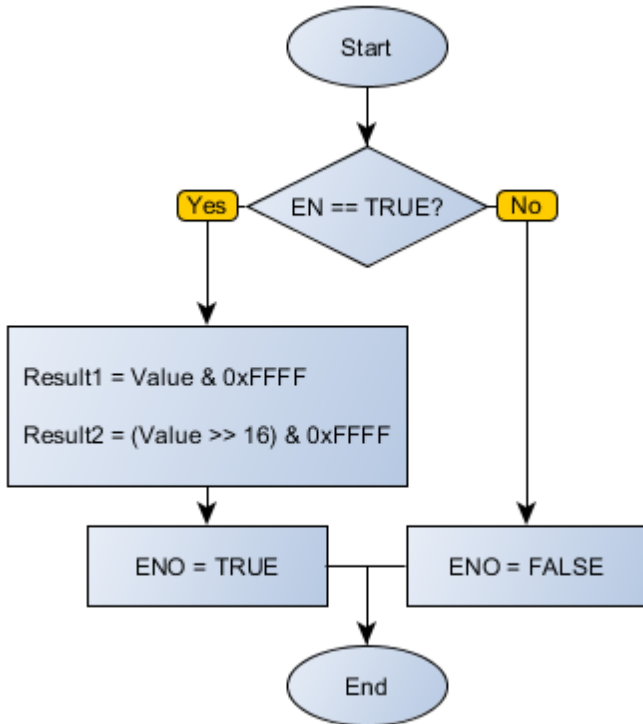 Start
EN == TRUE?
Yes
No
Result1 = Value & 0xFFFF
Result2 = (Value >> 16) & 0xFFFF
ENO = TRUE
ENO = FALSE
End